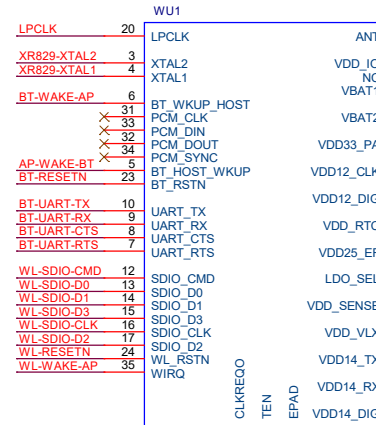 WU1
LPCLK 20 LPCLK ANT
XR829-XTAL2 3 XTAL2 VDD_IO
XR829-XTAL1 4 XTAL1 NC
VBAT1
BT-WAKE-AP 6 BT_WKUP_HOST
31 PCM_CLK VBAT2
33 PCM_DIN
32 PCM_DOUT VDD33_PA
34 PCM_SYNC
AP-WAKE-BT 5 BT_HOST_WKUP VDD12_CLK
BT-RESETN 23 BT_RSTN
VDD12_DIG
BT-UART-TX 10 UART_TX
BT-UART-RX 9 UART_RX VDD_RTC
BT-UART-CTS 8 UART_CTS
BT-UART-RTS 7 UART_RTS VDD25_EF
WL-SDIO-CMD 12 SDIO_CMD LDO_SEL
WL-SDIO-D0 13 SDIO_D0
WL-SDIO-D1 14 SDIO_D1 VDD_SENSE
WL-SDIO-D3 15 SDIO_D3
WL-SDIO-CLK 16 SDIO_CLK VDD_VLX
WL-SDIO-D2 17 SDIO_D2
WL-RESETN 24 WL_RSTN VDD14_TX
WL-WAKE-AP 35 WIRQ
VDD14_RX
CLKREQO TEN EPAD VDD14_DIG